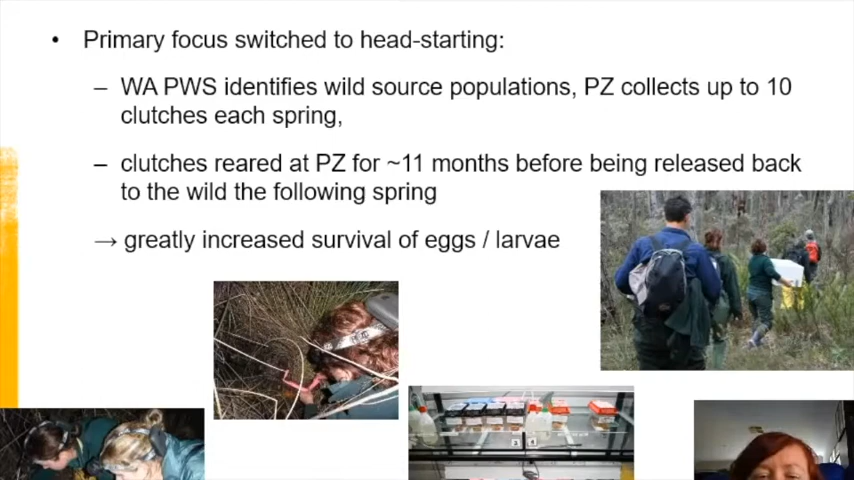 • Primary focus switched to head-starting:
– WA PWS identifies wild source populations, PZ collects up to 10
clutches each spring,
– clutches reared at PZ for ~11 months before being released back
to the wild the following spring
→ greatly increased survival of eggs / larvae